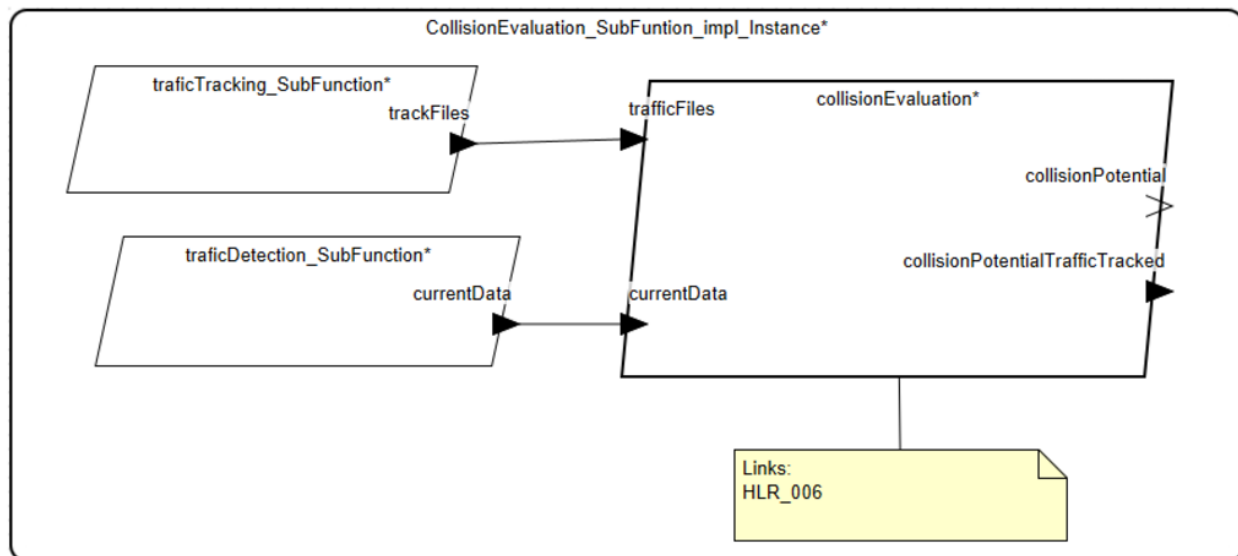 CollisionEvaluation_SubFuntion_impl_Instance*
traficTracking_SubFunction*
trackFiles
collisionEvaluation*
trafficFiles
collisionPotential
traficDetection_SubFunction*
collisionPotentialTrafficTracked
currentData
currentData
Links:
HLR_006